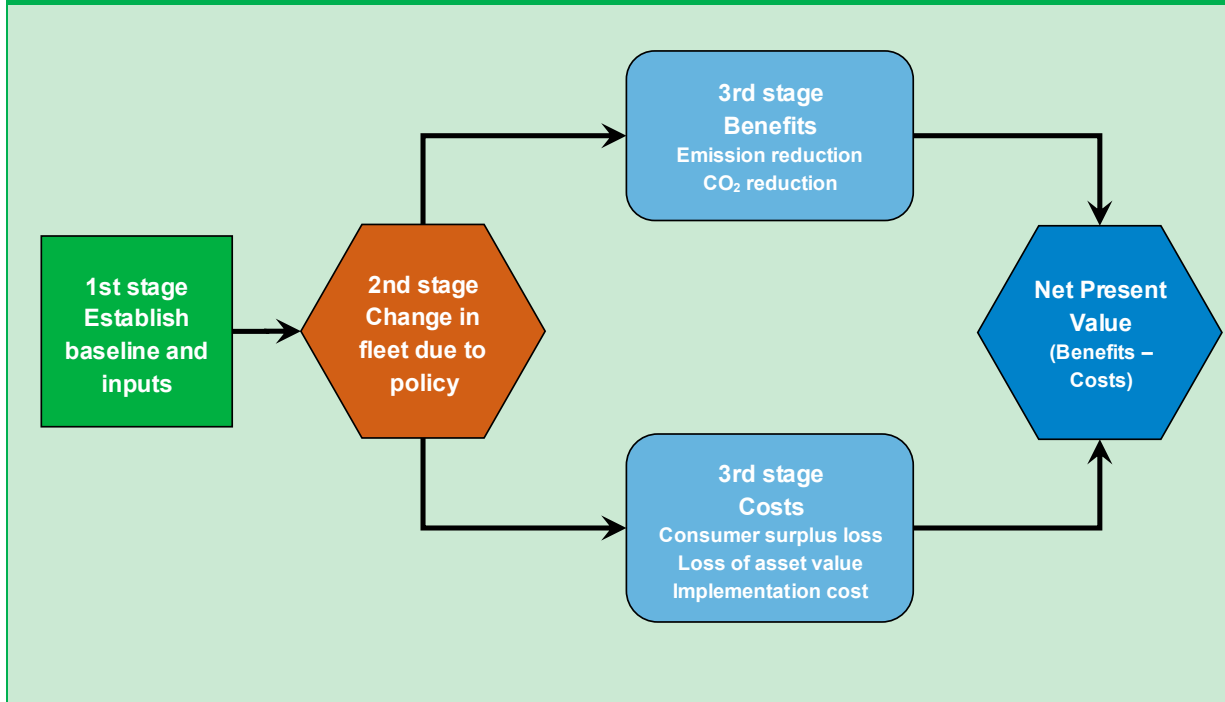 1st stage
Establish
baseline and
inputs
2nd stage
Change in
fleet due to
policy
3rd stage
Benefits
Emission reduction
CO₂ reduction
3rd stage
Costs
Consumer surplus loss
Loss of asset value
Implementation cost
Net Present
Value
(Benefits –
Costs)